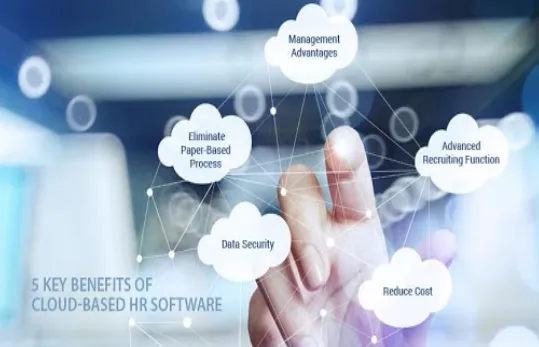 Management
Advantages
Eliminate
Paper-Based
Process
Advanced
Recruiting Function
Data Security
Reduce Cost
5 KEY BENEFITS OF
CLOUD-BASED HR SOFTWARE